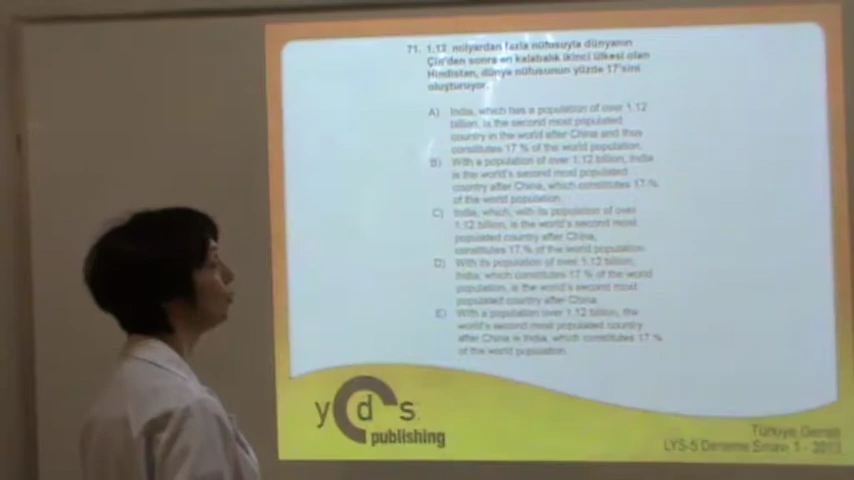 71. 1.12 milyardan fazla nüfusuyla dünyanın
Çin'den sonra en kalabalık ikinci ülkesi olan
Hindistan, dünya nüfusunun yüzde 17'sini
oluşturuyor.
A) India, which has a population of over 1.12
billion, is the second most populated
country in the world after China and thus
constitutes 17 % of the world population.
B) With a population of over 1.12 billion, India
is the world's second most populated
country after China, which constitutes 17 %
of the world population.
C) India, which, with its population of over
1.12 billion, is the world's second most
populated country after China,
constitutes 17 % of the world population.
D) With its population of over 1.12 billion,
India, which constitutes 17 % of the world
population, is the world's second most
populated country after China.
E) With a population over 1.12 billion, the
world's second most populated country
after China is India, which constitutes 17 %
of the world population.
yds
publishing
Türkiye Geneli
LYS-5 Deneme Sınavı 1 - 2013